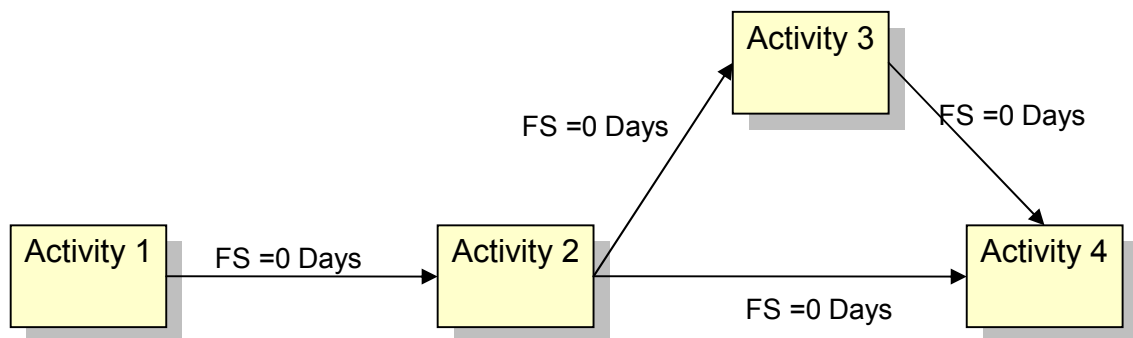 Activity 3
FS =0 Days
FS =0 Days
Activity 1
FS =0 Days
Activity 2
Activity 4
FS =0 Days